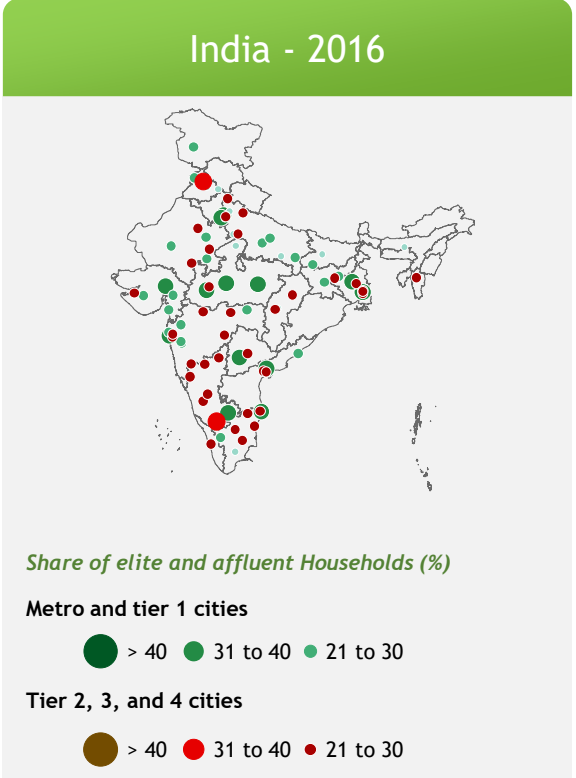 India - 2016
Share of elite and affluent Households (%)
Metro and tier 1 cities
> 40 31 to 40 21 to 30
Tier 2, 3, and 4 cities
> 40 31 to 40 21 to 30